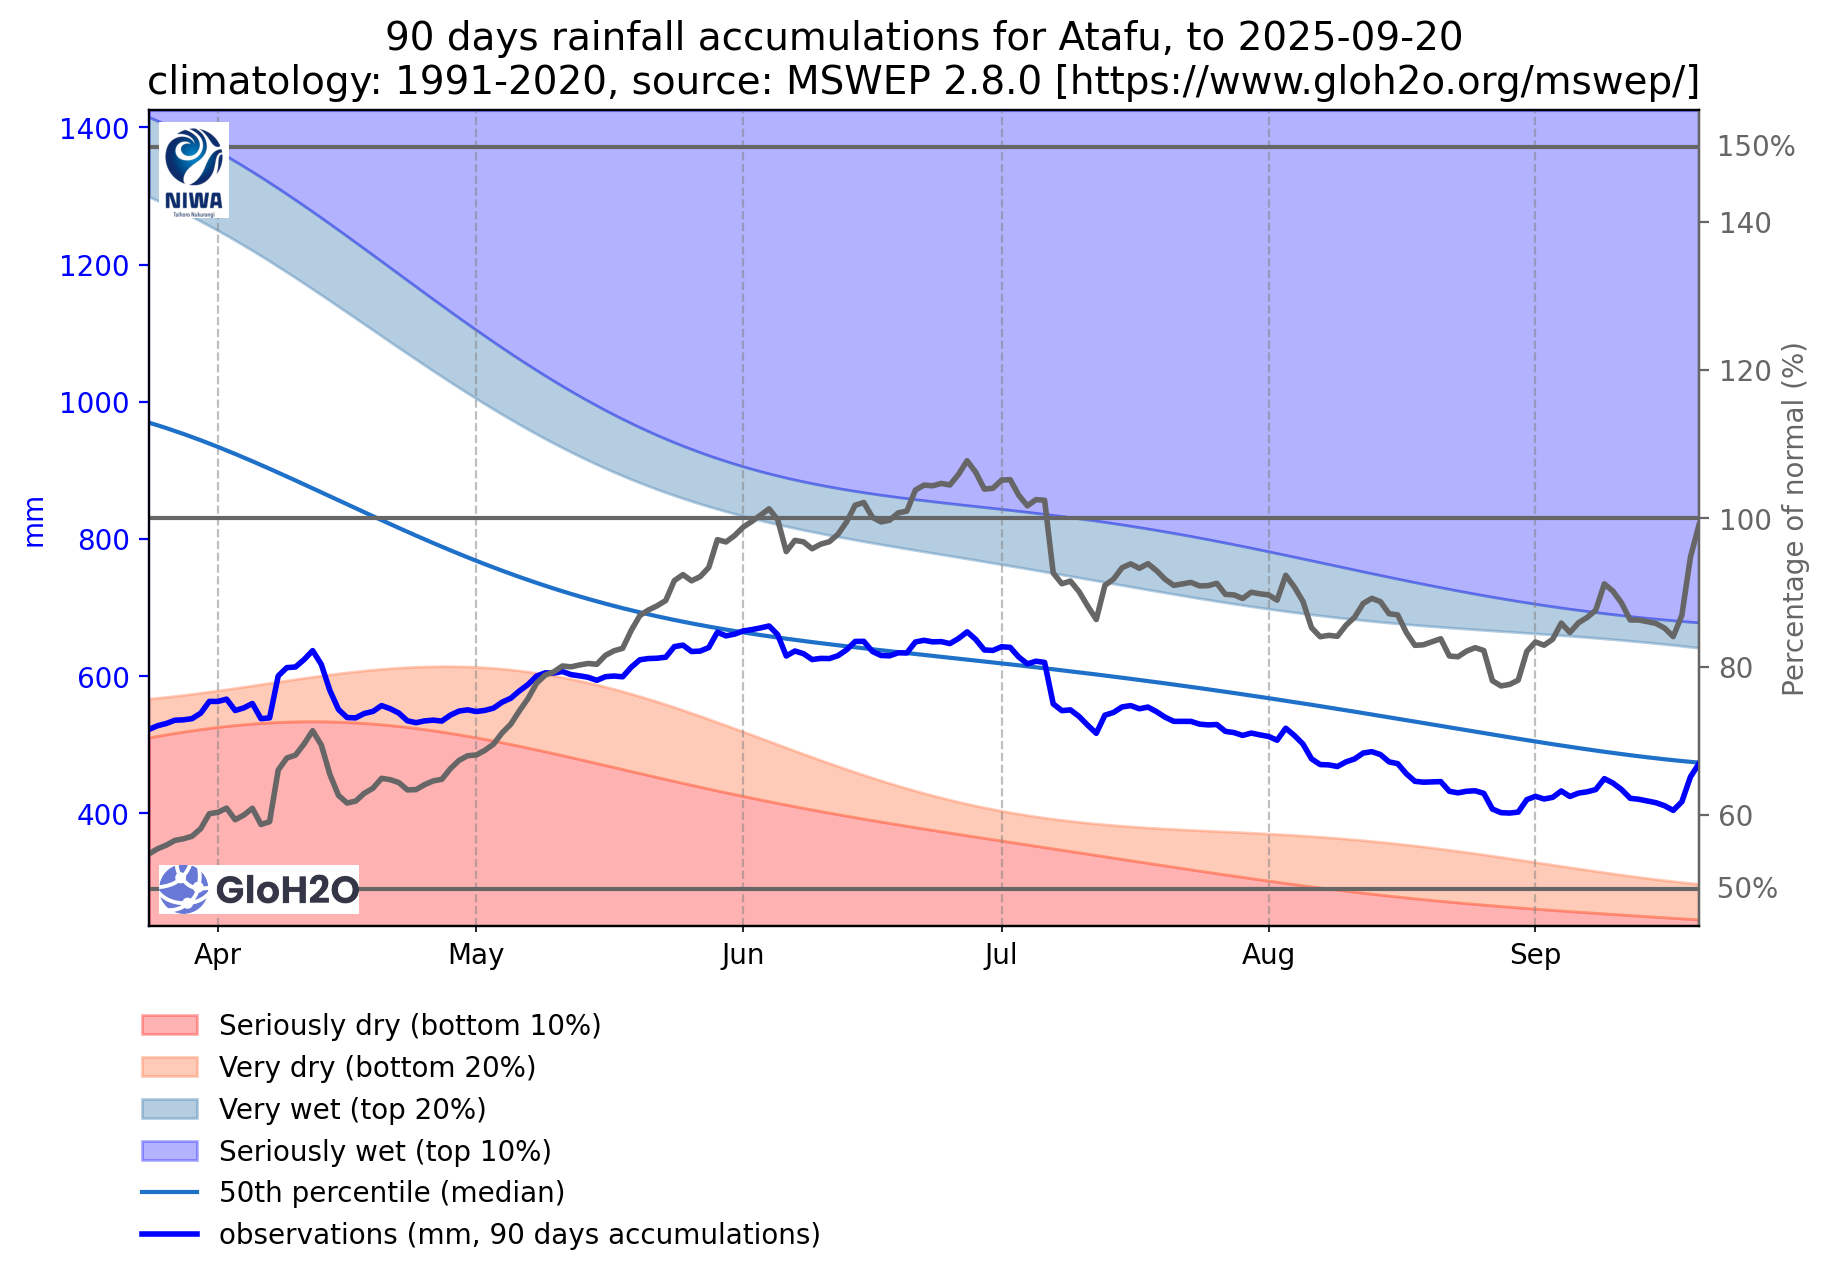 90 days rainfall accumulations for Atafu, to 2025-09-20
climatology: 1991-2020, source: MSWEP 2.8.0 [https://www.gloh2o.org/mswep/]
1400
1200
1000
800
600
400
mm
NIWA
Taihoro Nukurangi
GloH2O
150%
140
120
100
80
60
50%
Percentage of normal (%)
Apr May Jun Jul Aug Sep
Seriously dry (bottom 10%)
Very dry (bottom 20%)
Very wet (top 20%)
Seriously wet (top 10%)
50th percentile (median)
observations (mm, 90 days accumulations)